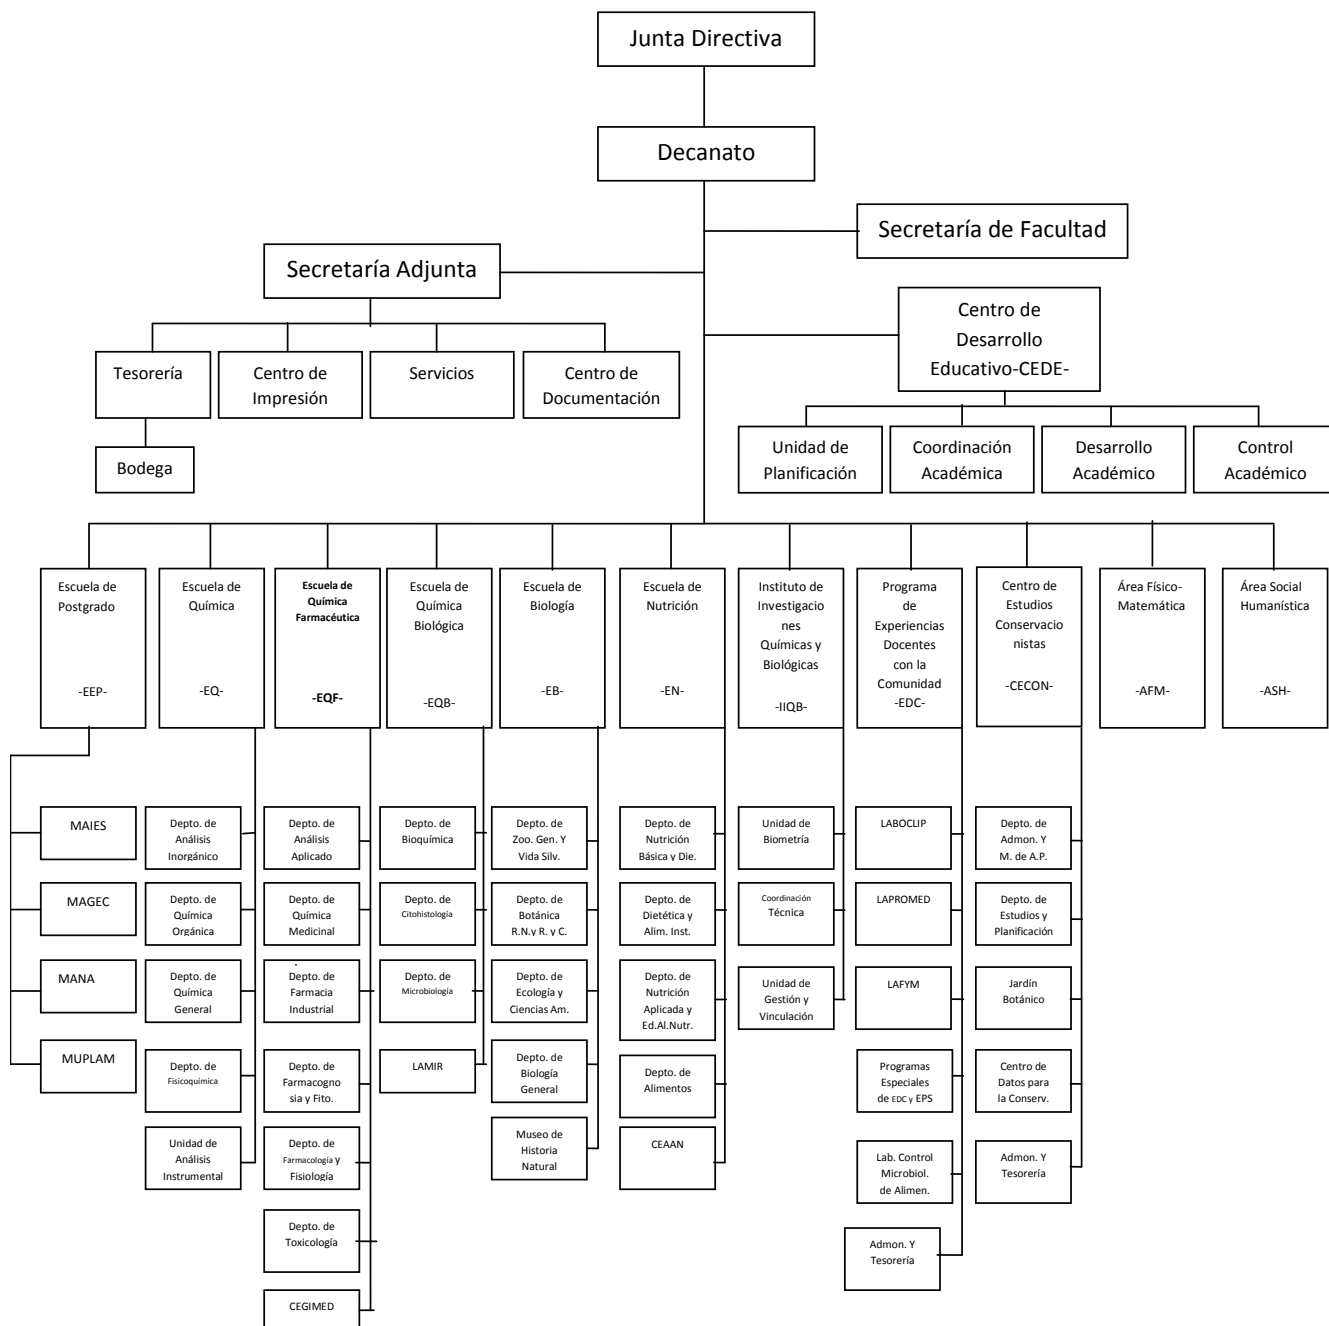 Junta Directiva
Decanato
Secretaría de Facultad
Secretaría Adjunta
Centro de
Desarrollo
Educativo-CEDE-
Tesorería
Centro de
Impresión
Servicios
Centro de
Documentación
Bodega
Unidad de
Planificación
Coordinación
Académica
Desarrollo
Académico
Control
Académico
Escuela de
Postgrado
-EEP-
Escuela de
Química
-EQ-
Escuela de
Química
Farmacéutica
-EQF-
Escuela de
Química
Biológica
-EQB-
Escuela de
Biología
-EB-
Escuela de
Nutrición
-EN-
Instituto de
Investigacio
nes
Químicas y
Biológicas
-IIQB-
Programa
de
Experiencias
Docentes
con la
Comunidad
-EDC-
Centro de
Estudios
Conservacio
nistas
-CECON-
Área Físico-
Matemática
-AFM-
Área Social
Humanística
-ASH-
MAIES
MAGEC
MANA
MUPLAM
Depto. de
Análisis
Inorgánico
Depto. de
Química
Orgánica
Depto. de
Química
General
Depto. de
Fisicoquímica
Unidad de
Análisis
Instrumental
Depto. de
Análisis
Aplicado
Depto. de
Química
Medicinal
Depto. de
Farmacia
Industrial
Depto. de
Farmacogno
sia y Fito.
Depto. de
Farmacología y
Fisiología
Depto. de
Toxicología
CEGIMED
Depto. de
Bioquímica
Depto. de
Citohistología
Depto. de
Microbiología
LAMIR
Depto. de
Zoo. Gen. Y
Vida Silv.
Depto. de
Botánica
R.N.y R. y C.
Depto. de
Ecología y
Ciencias Am.
Depto. de
Biología
General
Museo de
Historia
Natural
Depto. de
Nutrición
Básica y Die.
Depto. de
Dietética y
Alim. Inst.
Depto. de
Nutrición
Aplicada y
Ed.Al.Nutr.
Depto. de
Alimentos
CEAAN
Unidad de
Biometría
Coordinación
Técnica
Unidad de
Gestión y
Vinculación
LABOCLIP
LAPROMED
LAFYM
Programas
Especiales
de EDC y EPS
Lab. Control
Microbiol.
de Alimen.
Admon. Y
Tesorería
Depto. de
Admon. Y
M. de A.P.
Depto. de
Estudios y
Planificación
Jardín
Botánico
Centro de
Datos para
la Conserv.
Admon. Y
Tesorería